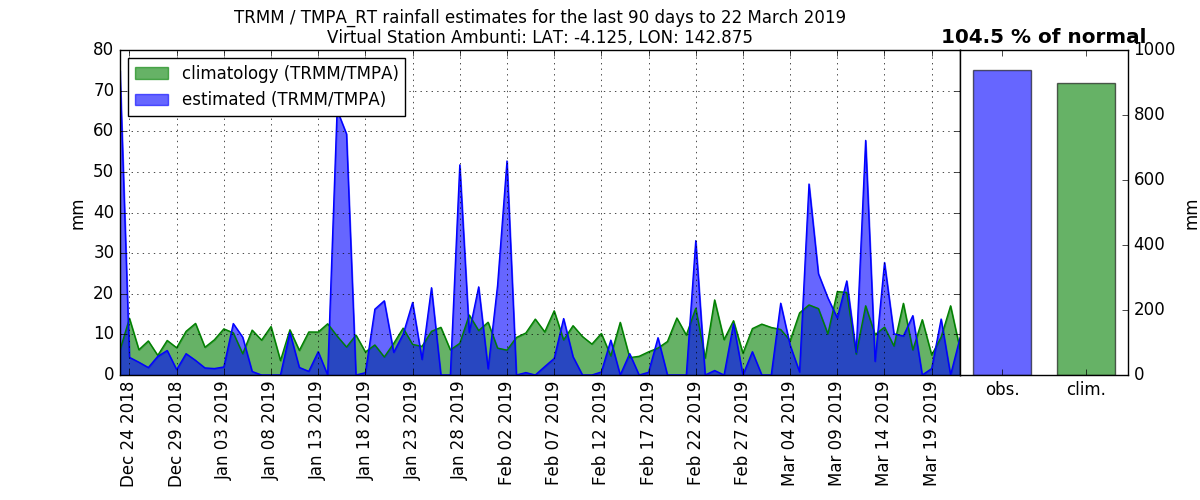 TRMM / TMPA_RT rainfall estimates for the last 90 days to 22 March 2019
Virtual Station Ambunti: LAT: -4.125, LON: 142.875
104.5 % of normal
climatology (TRMM/TMPA)
estimated (TRMM/TMPA)
80
70
60
50
40
30
20
10
0
mm
1000
800
600
400
200
0
mm
Dec 24 2018
Dec 29 2018
Jan 03 2019
Jan 08 2019
Jan 13 2019
Jan 18 2019
Jan 23 2019
Jan 28 2019
Feb 02 2019
Feb 07 2019
Feb 12 2019
Feb 17 2019
Feb 22 2019
Feb 27 2019
Mar 04 2019
Mar 09 2019
Mar 14 2019
Mar 19 2019
obs.
clim.